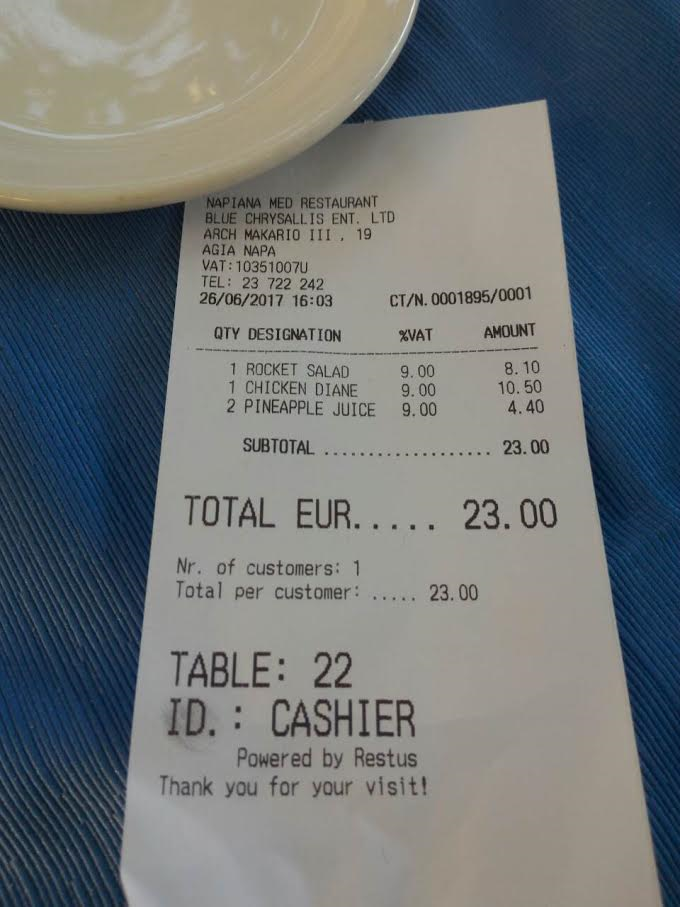 NAPIANA MED RESTAURANT
BLUE CHRYSALLIS ENT. LTD
ARCH MAKARIO III , 19
AGIA NAPA
VAT:10351007U
TEL: 23 722 242
26/06/2017 16:03 CT/N.0001895/0001
QTY DESIGNATION %VAT AMOUNT
1 ROCKET SALAD 9.00 8.10
1 CHICKEN DIANE 9.00 10.50
2 PINEAPPLE JUICE 9.00 4.40
SUBTOTAL ................... 23.00
TOTAL EUR..... 23.00
Nr. of customers: 1
Total per customer: ..... 23.00
TABLE: 22
ID.: CASHIER
Powered by Restus
Thank you for your visit!